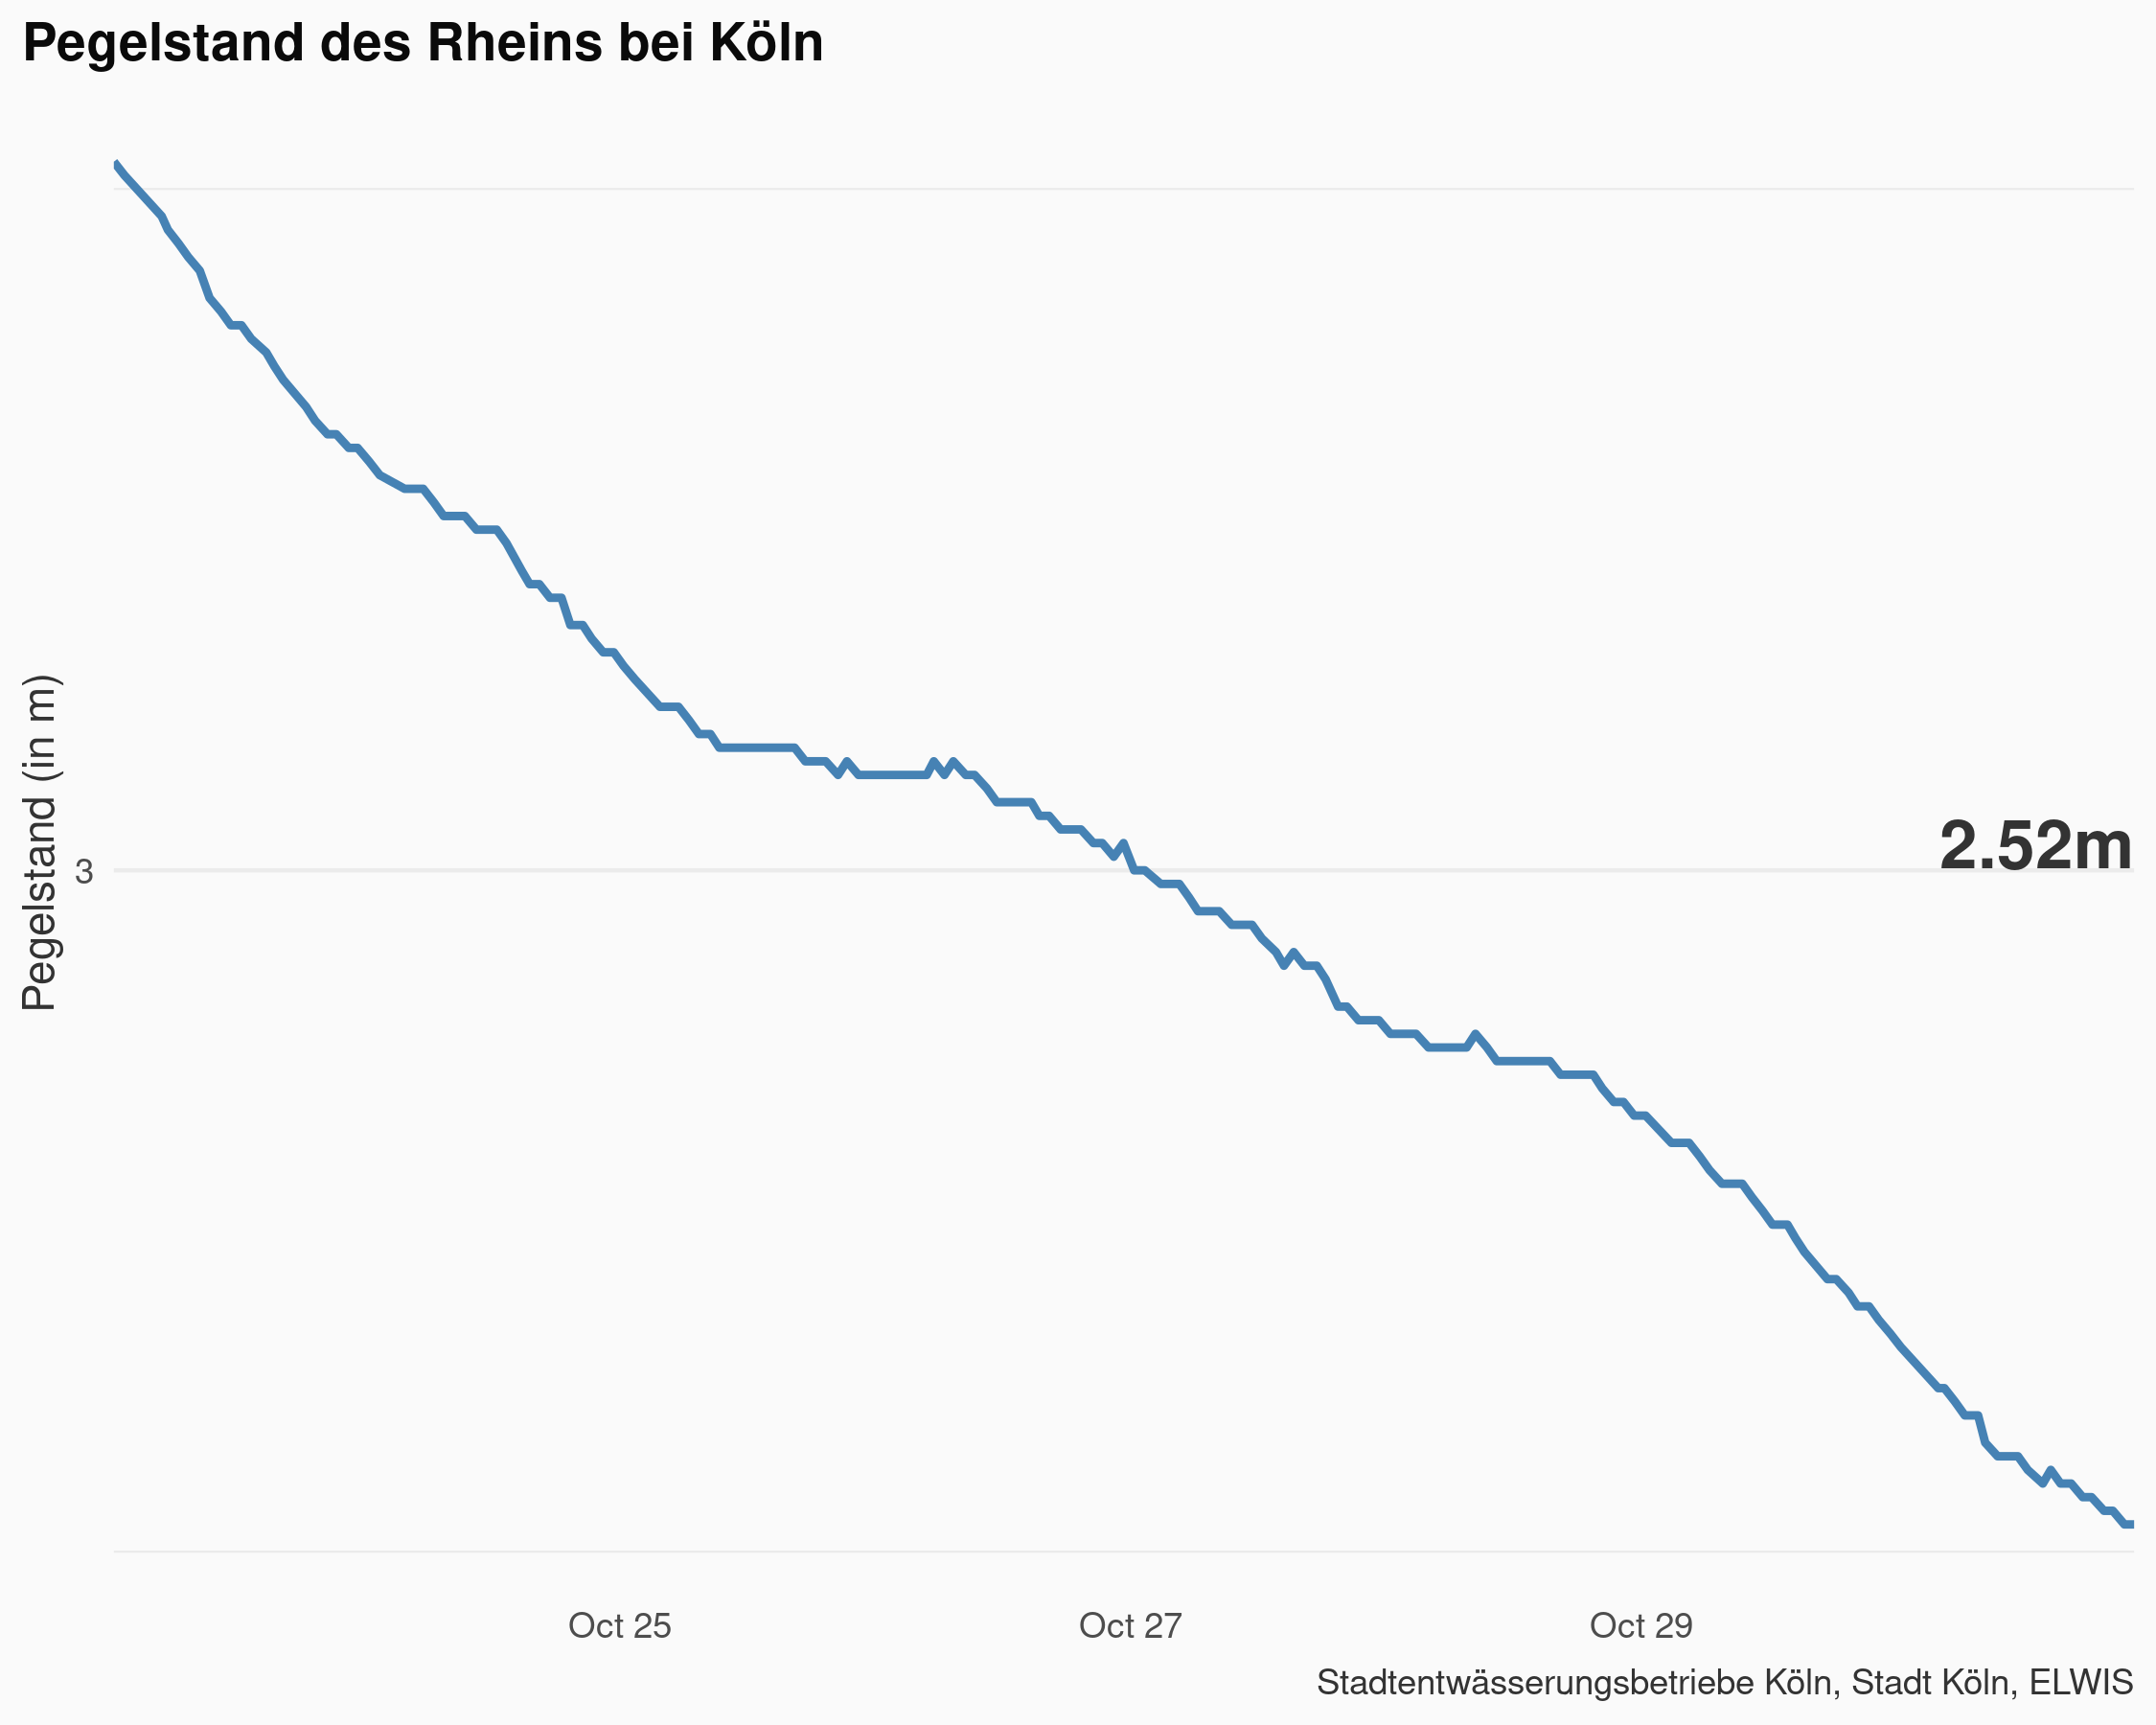 Pegelstand des Rheins bei Köln
Pegelstand (in m)
3
2.52m
Oct 25
Oct 27
Oct 29
Stadtentwässerungsbetriebe Köln, Stadt Köln, ELWIS